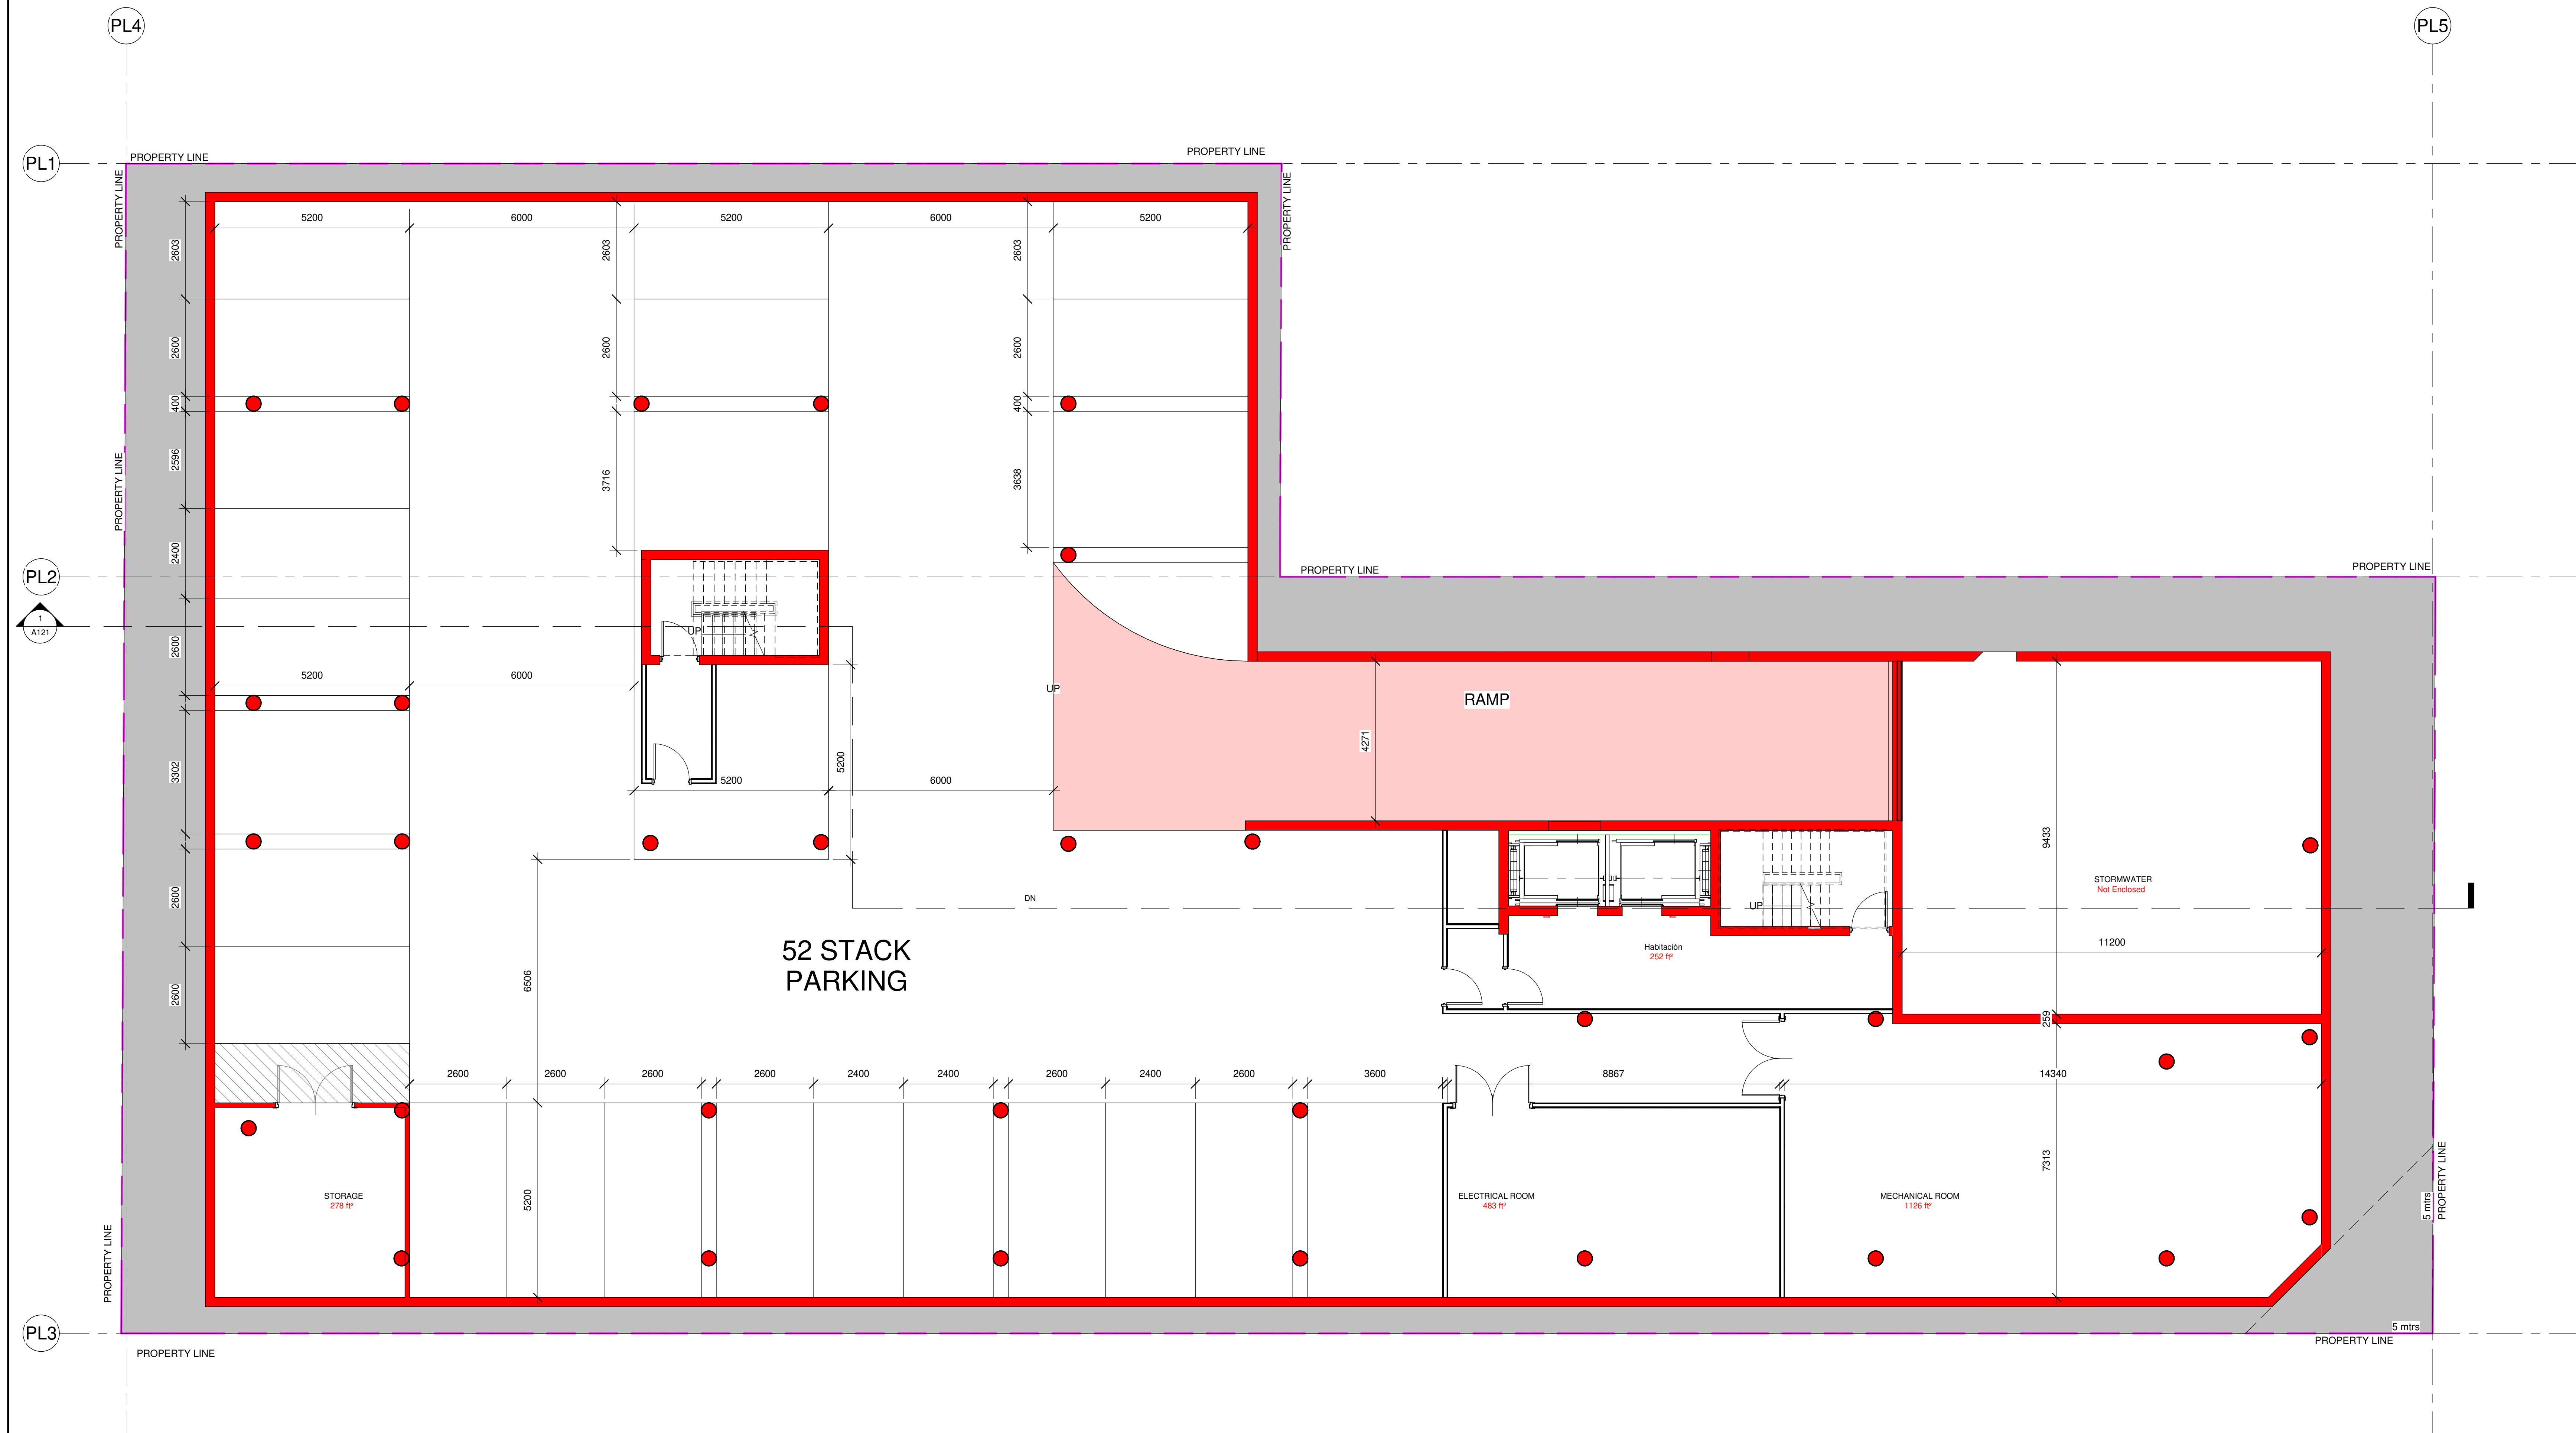 PL4
PL5
PROPERTY LINE
PROPERTY LINE
PL1
PROPERTY LINE
PROPERTY LINE
5200
6000
5200
6000
5200
2603
2603
2603
2600
2600
2600
400
400
2596
3716
3638
PROPERTY LINE
2400
PL2
PROPERTY LINE
PROPERTY LINE
1
A121
UP
2600
5200
6000
UP
RAMP
4271
3302
5200
5200
6000
9433
STORMWATER
Not Enclosed
2600
DN
UP
52 STACK
PARKING
Habitación
252 ft²
11200
6506
2600
259
2600
2600
2600
2600
2400
2400
2600
2400
2600
3600
8867
14340
5200
7313
STORAGE
278 ft²
ELECTRICAL ROOM
483 ft²
MECHANICAL ROOM
1126 ft²
5 mtrs
PROPERTY LINE
PROPERTY LINE
PL3
5 mtrs
PROPERTY LINE
PROPERTY LINE